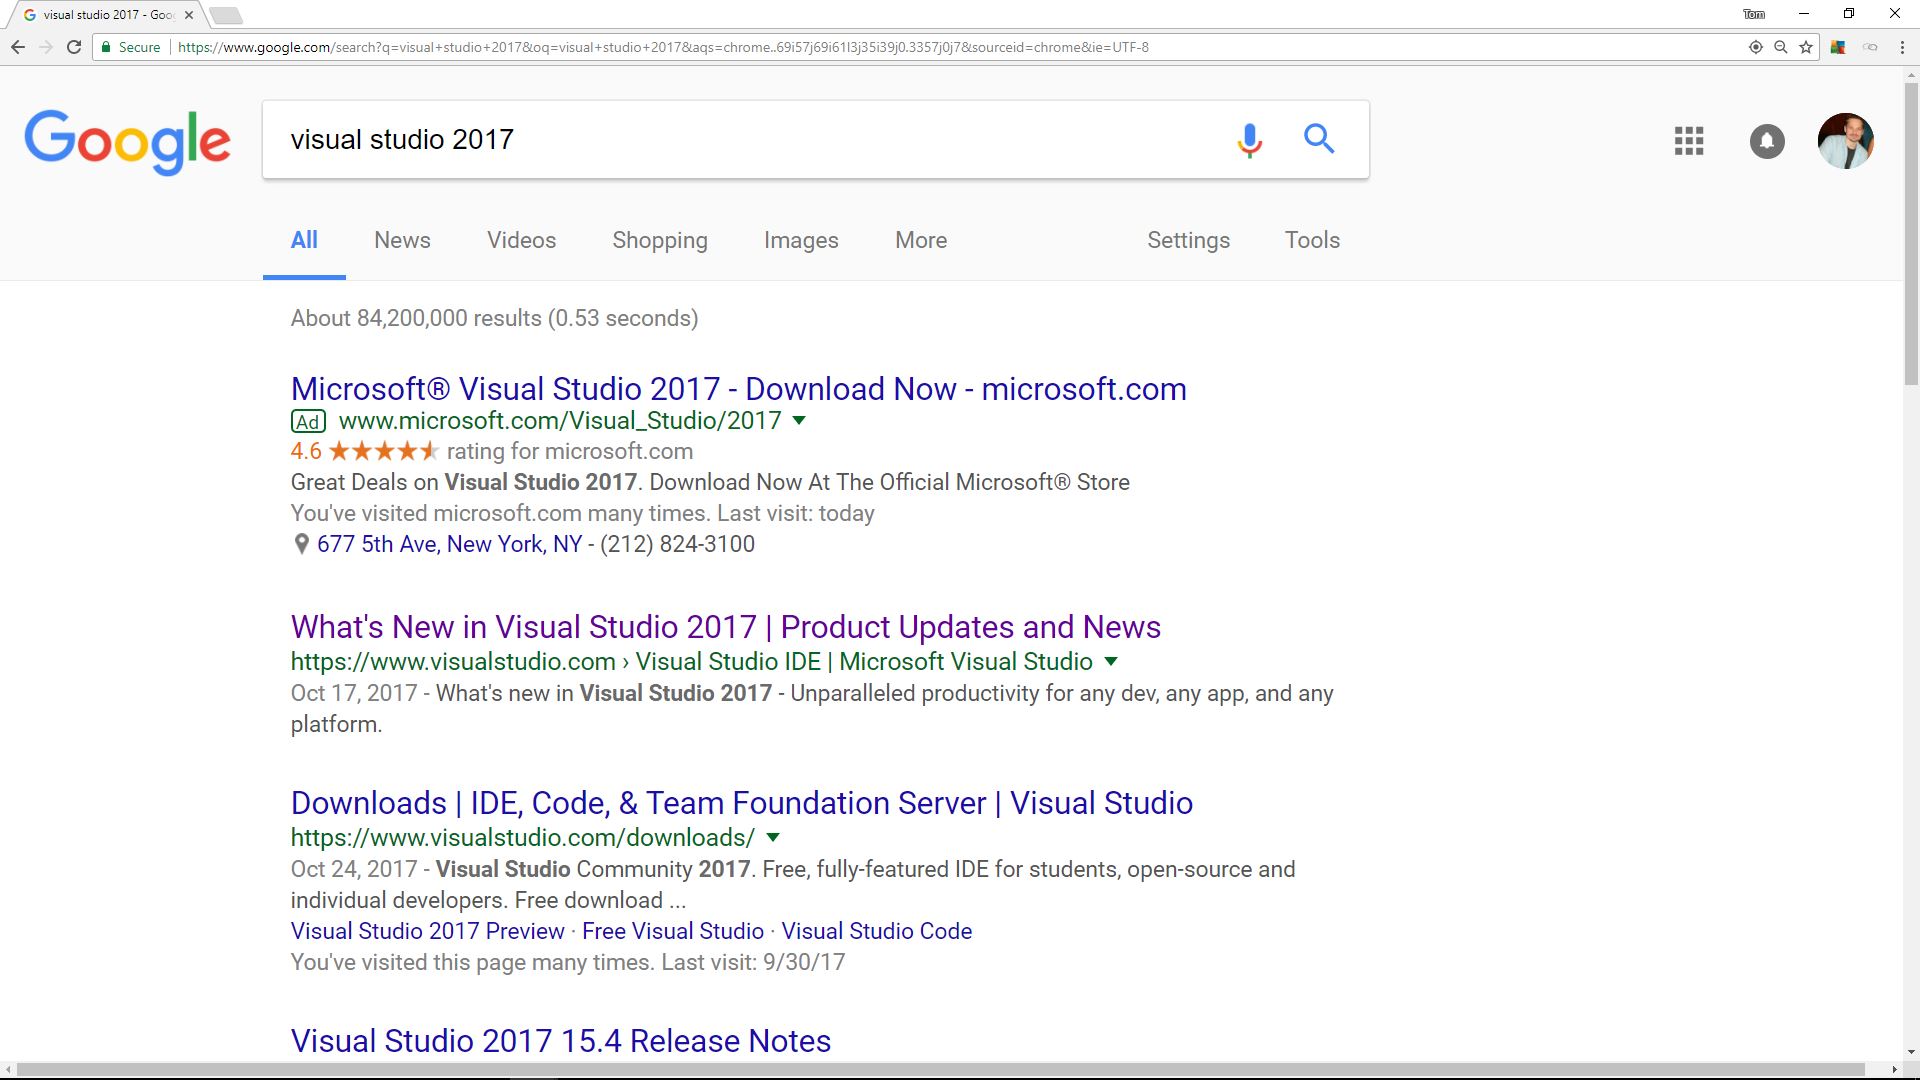 visual studio 2017 - Goo
Tom
Secure
https://www.google.com/search?q=visual+studio+2017&oq=visual+studio+2017&aqs=chrome..69i57j69i61l3j35i39j0.3357j0j7&sourceid=chrome&ie=UTF-8
Google
visual studio 2017
All News Videos Shopping Images More Settings Tools
About 84,200,000 results (0.53 seconds)
Microsoft® Visual Studio 2017 - Download Now - microsoft.com
Ad www.microsoft.com/Visual_Studio/2017
4.6 rating for microsoft.com
Great Deals on Visual Studio 2017. Download Now At The Official Microsoft® Store
You've visited microsoft.com many times. Last visit: today
677 5th Ave, New York, NY - (212) 824-3100
What's New in Visual Studio 2017 | Product Updates and News
https://www.visualstudio.com › Visual Studio IDE | Microsoft Visual Studio
Oct 17, 2017 - What's new in Visual Studio 2017 - Unparalleled productivity for any dev, any app, and any
platform.
Downloads | IDE, Code, & Team Foundation Server | Visual Studio
https://www.visualstudio.com/downloads/
Oct 24, 2017 - Visual Studio Community 2017. Free, fully-featured IDE for students, open-source and
individual developers. Free download ...
Visual Studio 2017 Preview · Free Visual Studio · Visual Studio Code
You've visited this page many times. Last visit: 9/30/17
Visual Studio 2017 15.4 Release Notes